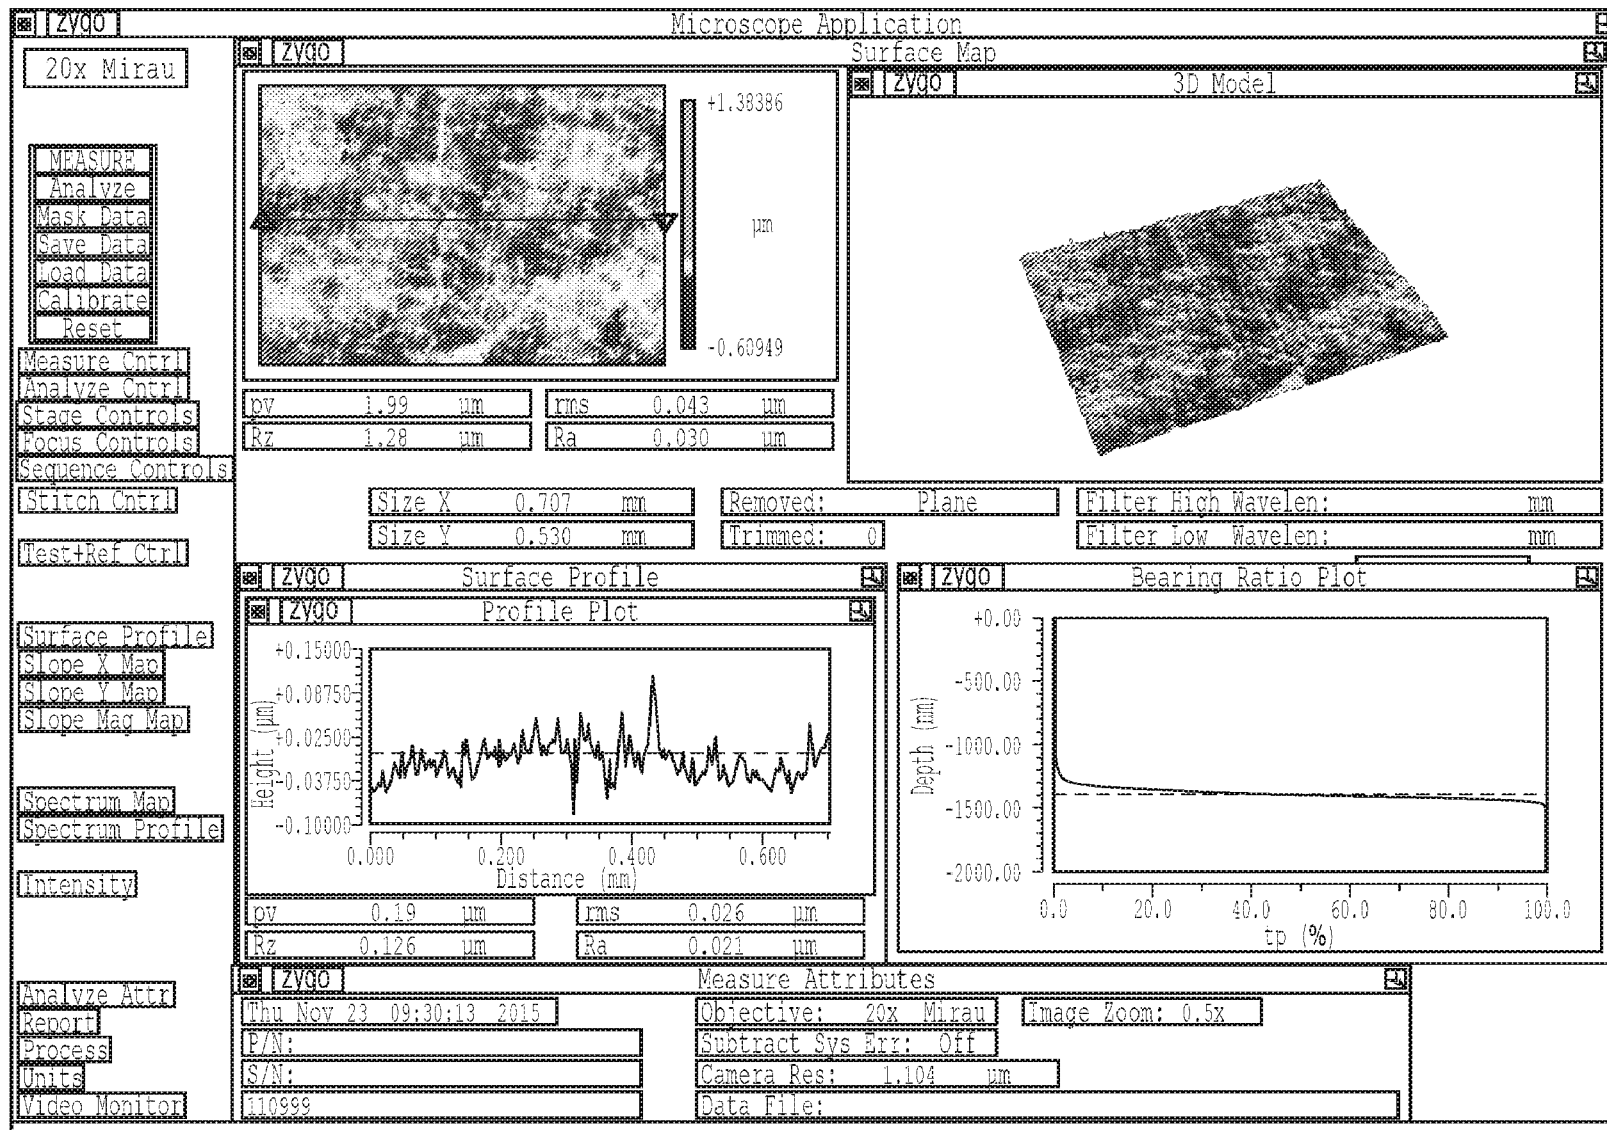 zygo Microscope Application
20x Mirau
MEASURE
Analyze
Mask Data
Save Data
Load Data
Calibrate
Reset
Measure Cntrl
Analyze Cntrl
Stage Controls
Focus Controls
Sequence Controls
Stitch Cntrl
Test+Ref Ctrl
Surface Profile
Slope X Map
Slope Y Map
Slope Mag Map
Spectrum Map
Spectrum Profile
Intensity
Analyze Attr
Report
Process
Units
Video Monitor
zygo Surface Map
+1.38386
µm
-0.60949
pv 1.99 µm rms 0.043 µm
Rz 1.28 µm Ra 0.030 µm
zygo 3D Model
Size X 0.707 mm Removed: Plane Filter High Wavelen: mm
Size Y 0.530 mm Trimmed: 0 Filter Low Wavelen: mm
zygo Surface Profile
zygo Profile Plot
Height (µm)
+0.15000
+0.08750
+0.02500
-0.03750
-0.10000
0.000 0.200 0.400 0.600
Distance (mm)
pv 0.19 µm rms 0.026 µm
Rz 0.126 µm Ra 0.021 µm
zygo Bearing Ratio Plot
Depth (nm)
+0.00
-500.00
-1000.00
-1500.00
-2000.00
0.0 20.0 40.0 60.0 80.0 100.0
tp (%)
zygo Measure Attributes
Thu Nov 23 09:30:13 2015 Objective: 20x Mirau Image Zoom: 0.5x
P/N: Subtract Sys Err: Off
S/N: Camera Res: 1.104 µm
110999 Data File: